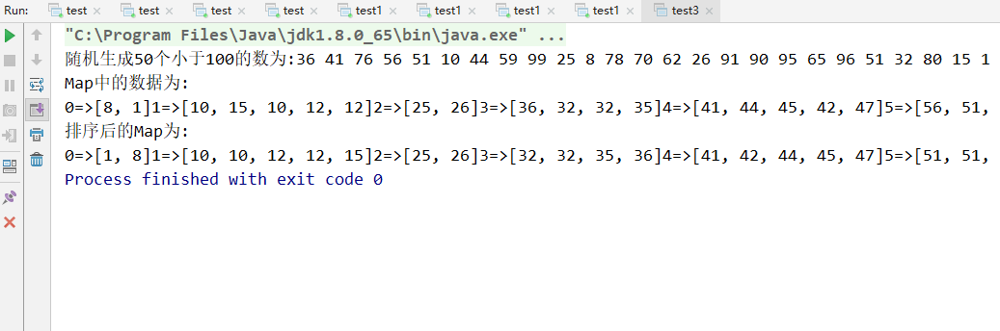 Run: test test test test test1 test1 test1 test1 test3
"C:\Program Files\Java\jdk1.8.0_65\bin\java.exe" ...
随机生成50个小于100的数为:36 41 76 56 51 10 44 59 99 25 8 78 70 62 26 91 90 95 65 96 51 32 80 15 1
Map中的数据为:
0=>[8, 1]1=>[10, 15, 10, 12, 12]2=>[25, 26]3=>[36, 32, 32, 35]4=>[41, 44, 45, 42, 47]5=>[56, 51,
排序后的Map为:
0=>[1, 8]1=>[10, 10, 12, 12, 15]2=>[25, 26]3=>[32, 32, 35, 36]4=>[41, 42, 44, 45, 47]5=>[51, 51,
Process finished with exit code 0